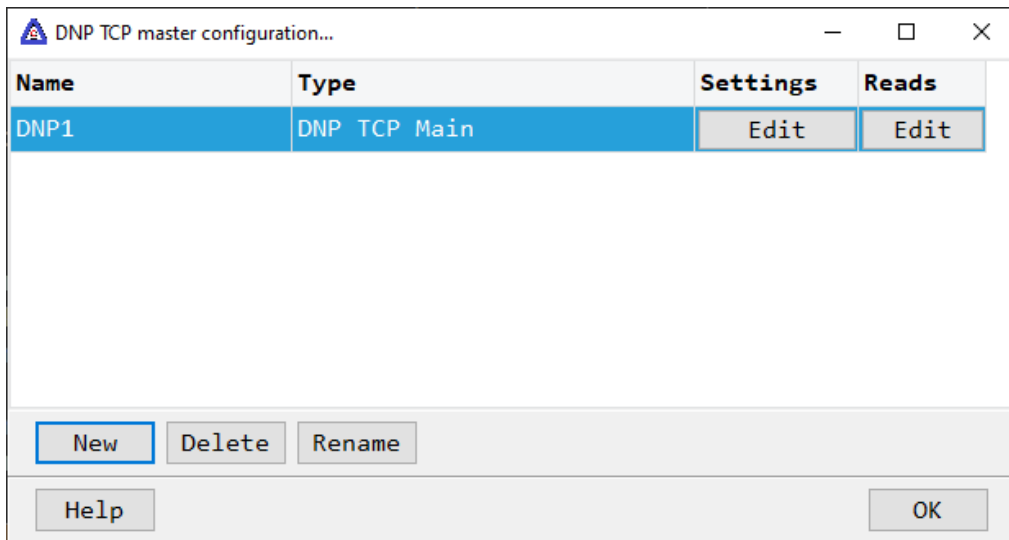 DNP TCP master configuration...
Name Type Settings Reads
DNP1 DNP TCP Main Edit Edit
New Delete Rename
Help OK